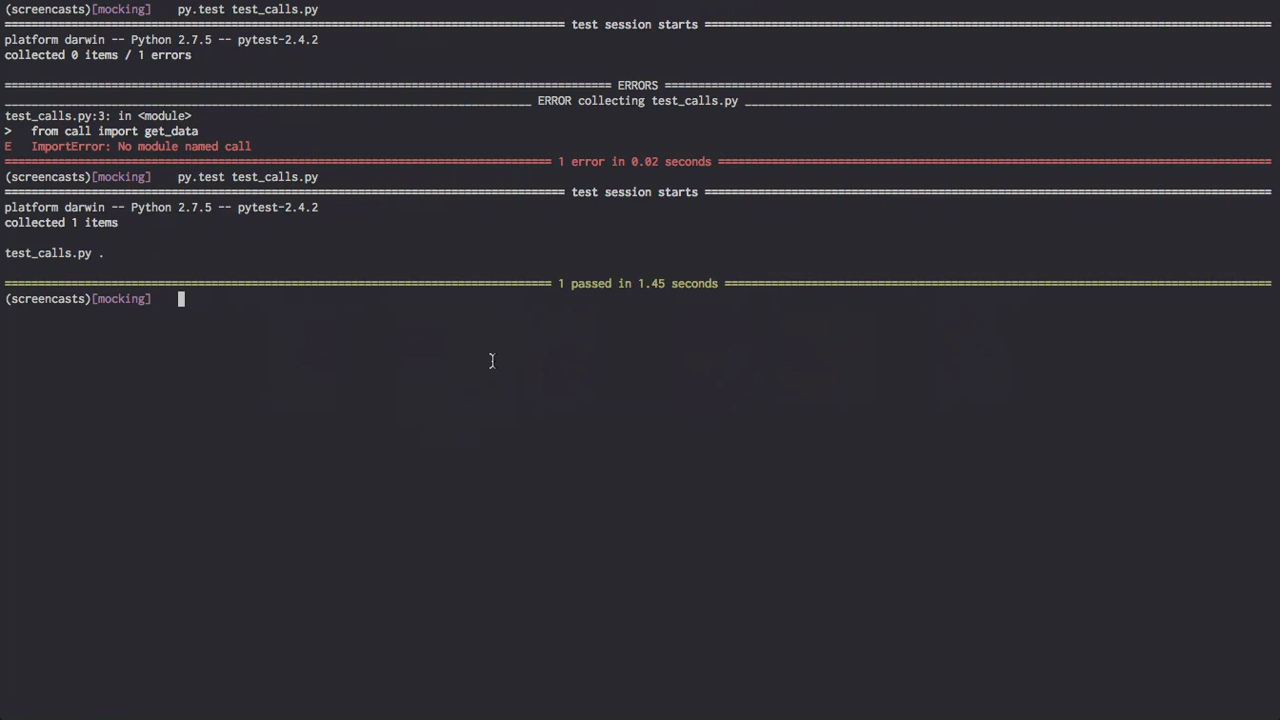 (screencasts)[mocking]    py.test test_calls.py
==================================================================================== test session starts =====================================================================================
platform darwin -- Python 2.7.5 -- pytest-2.4.2
collected 0 items / 1 errors
=========================================================================================== ERRORS ===========================================================================================
_______________________________________________________________________________ ERROR collecting test_calls.py _______________________________________________________________________________
test_calls.py:3: in <module>
>   from call import get_data
E   ImportError: No module named call
================================================================================== 1 error in 0.02 seconds ===================================================================================
(screencasts)[mocking]    py.test test_calls.py
==================================================================================== test session starts =====================================================================================
platform darwin -- Python 2.7.5 -- pytest-2.4.2
collected 1 items
test_calls.py .
================================================================================== 1 passed in 1.45 seconds ==================================================================================
(screencasts)[mocking]